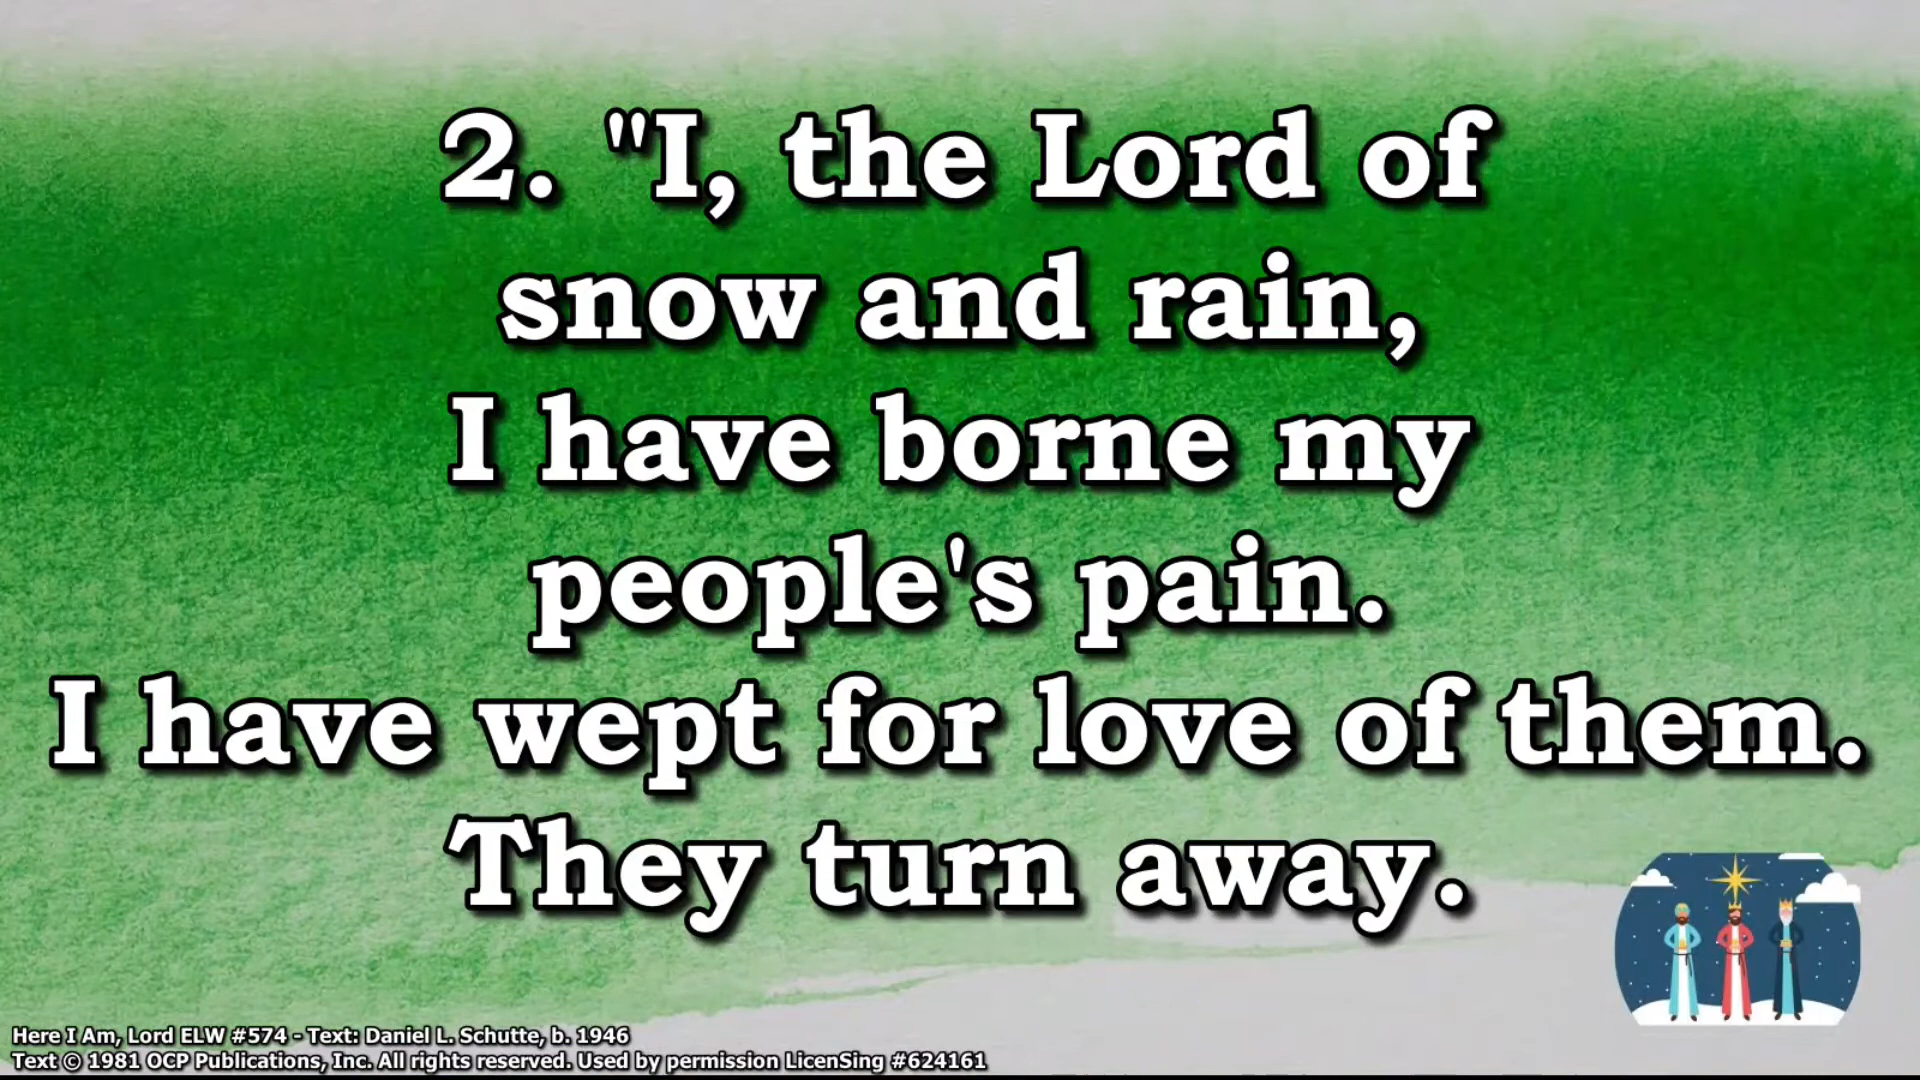 2. "I, the Lord of
snow and rain,
I have borne my
people's pain.
I have wept for love of them.
They turn away.
Here I Am, Lord ELW #574 - Text: Daniel L. Schutte, b. 1946
Text © 1981 OCP Publications, Inc. All rights reserved. Used by permission LicenSing #624161